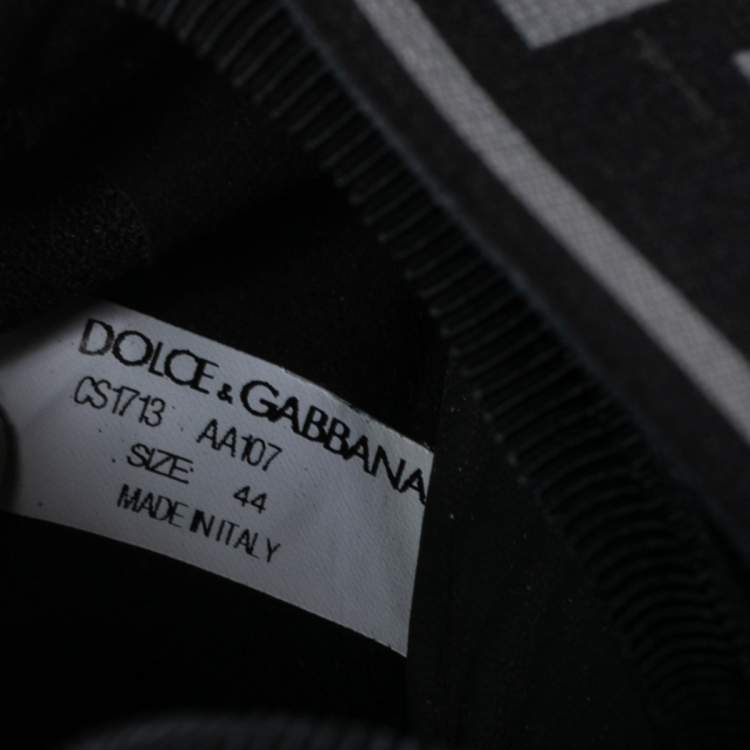 DOLCE & GABBANA
CS1713 AA107
SIZE: 44
MADE IN ITALY